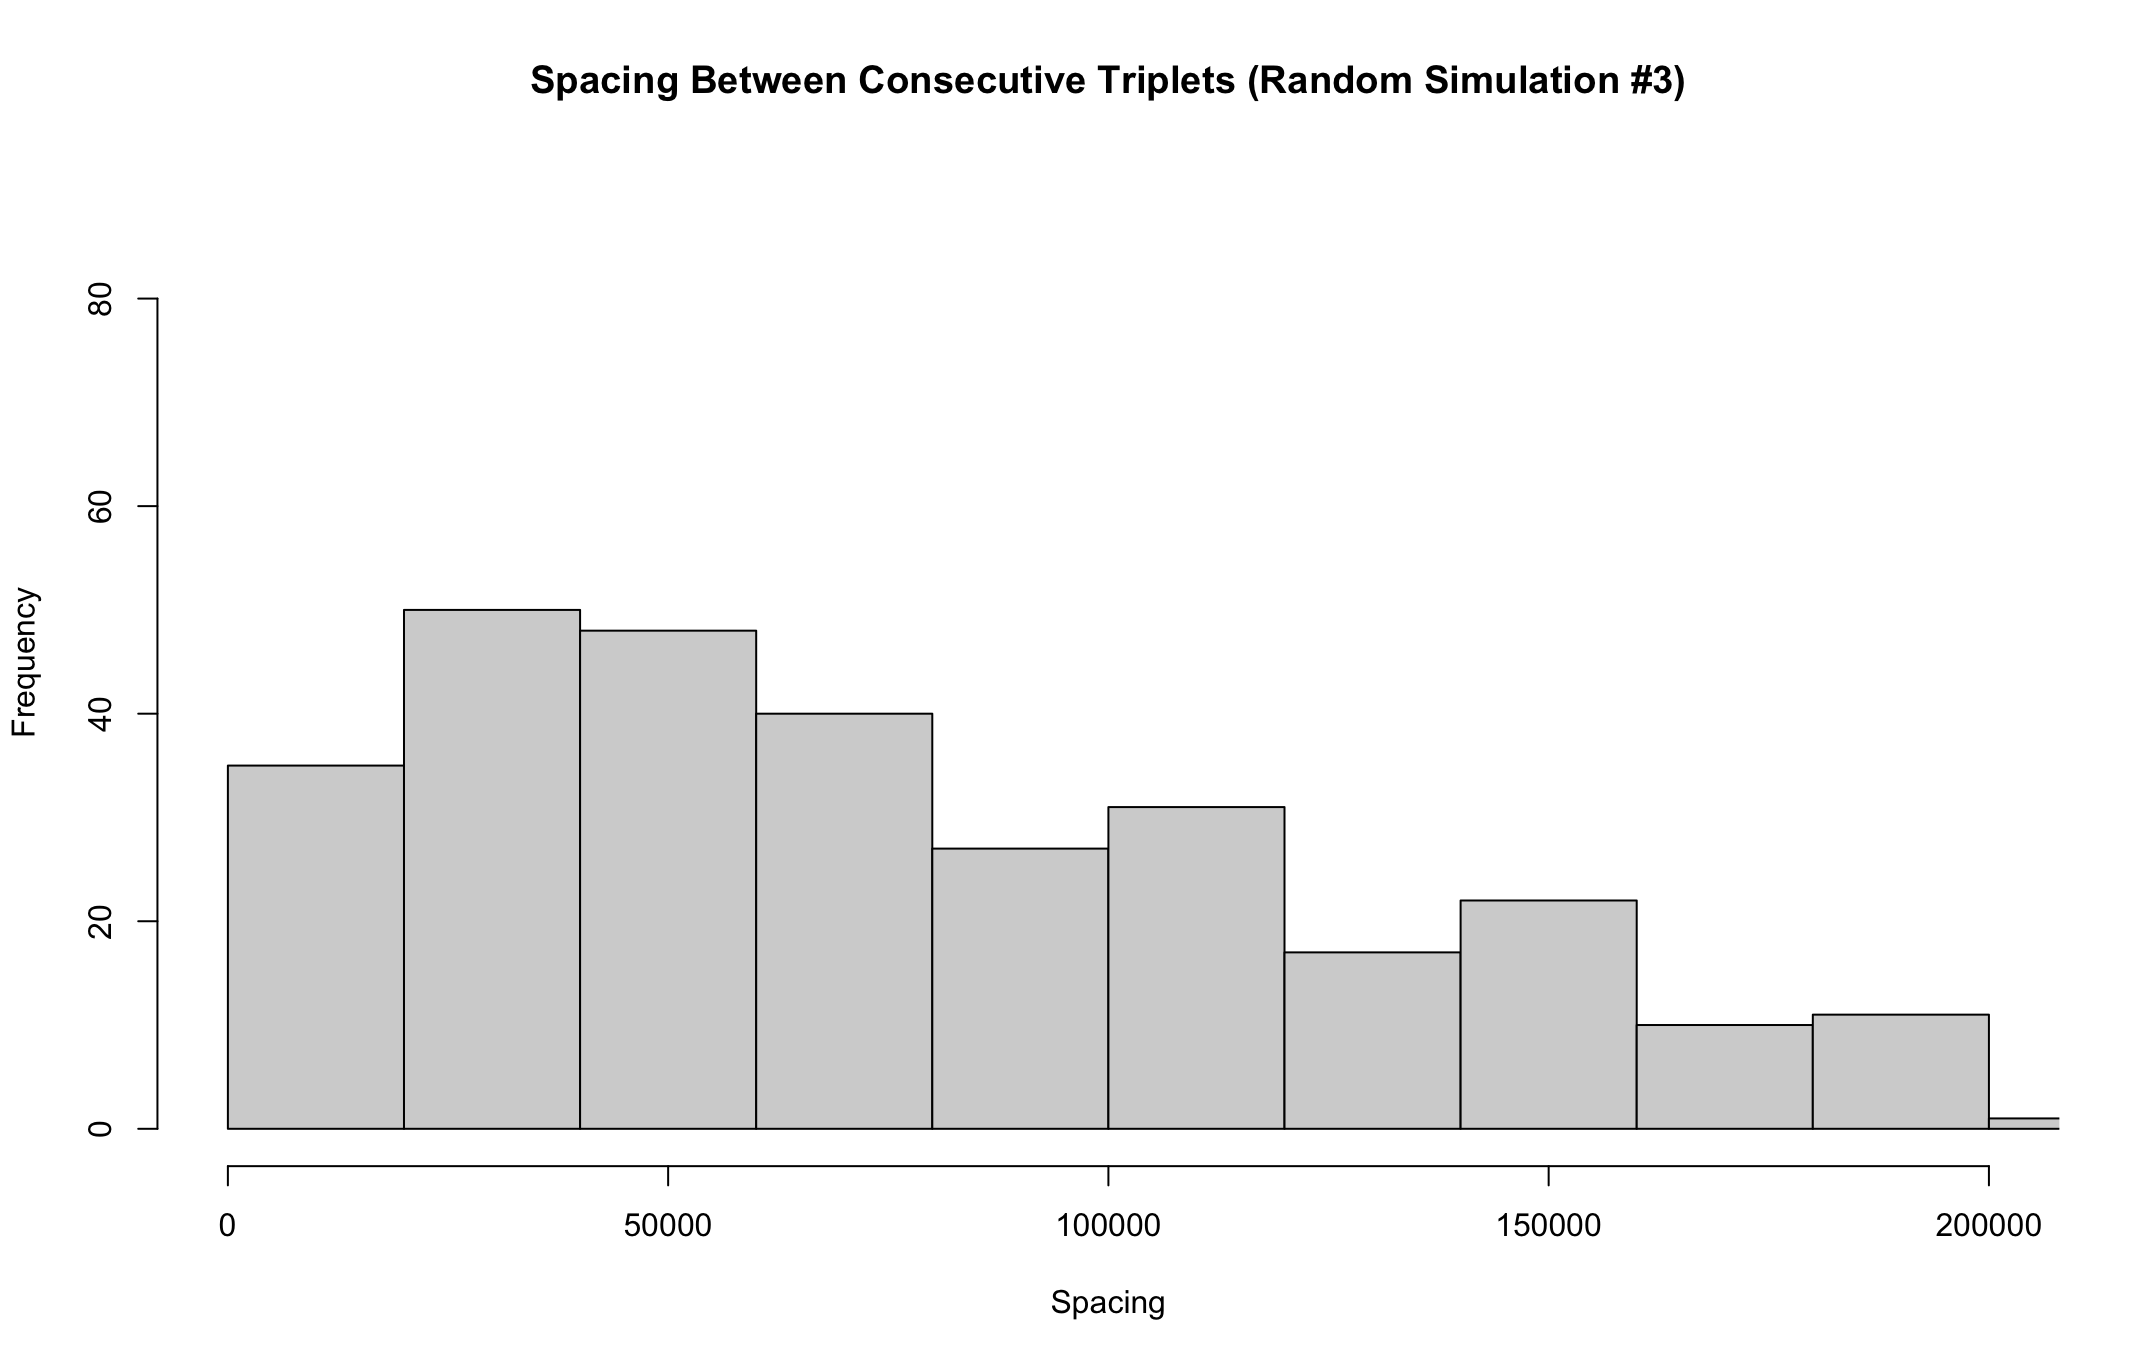 Spacing Between Consecutive Triplets (Random Simulation #3)
80
60
40
20
0
Frequency
0 50000 100000 150000 200000
Spacing